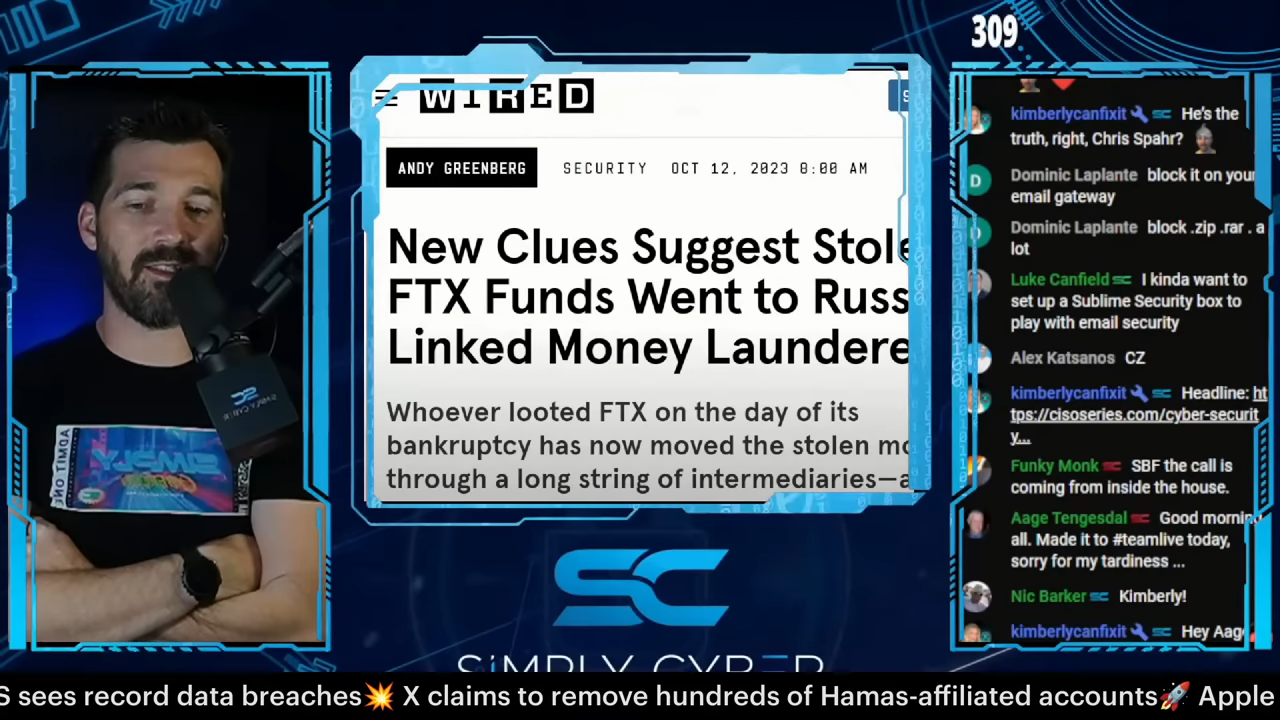 309
WIRED
ANDY GREENBERG SECURITY OCT 12, 2023 8:00 AM
New Clues Suggest Stole
FTX Funds Went to Russ
Linked Money Laundere
Whoever looted FTX on the day of its
bankruptcy has now moved the stolen mo
through a long string of intermediaries—a
SC
SIMPLY CYBER
kimberlycanfixit He's the
truth, right, Chris Spahr?
D
Dominic Laplante block it on your
email gateway
D
Dominic Laplante block .zip .rar . a
lot
Luke Canfield I kinda want to
set up a Sublime Security box to
play with email security
Alex Katsanos CZ
kimberlycanfixit Headline: ht
tps://cisoseries.com/cyber-securit
y...
Funky Monk SBF the call is
coming from inside the house.
Aage Tengesdal Good morning
all. Made it to #teamlive today,
sorry for my tardiness ...
Nic Barker Kimberly!
kimberlycanfixit Hey Aag
S sees record data breaches💥 X claims to remove hundreds of Hamas-affiliated accounts🚀 Apple